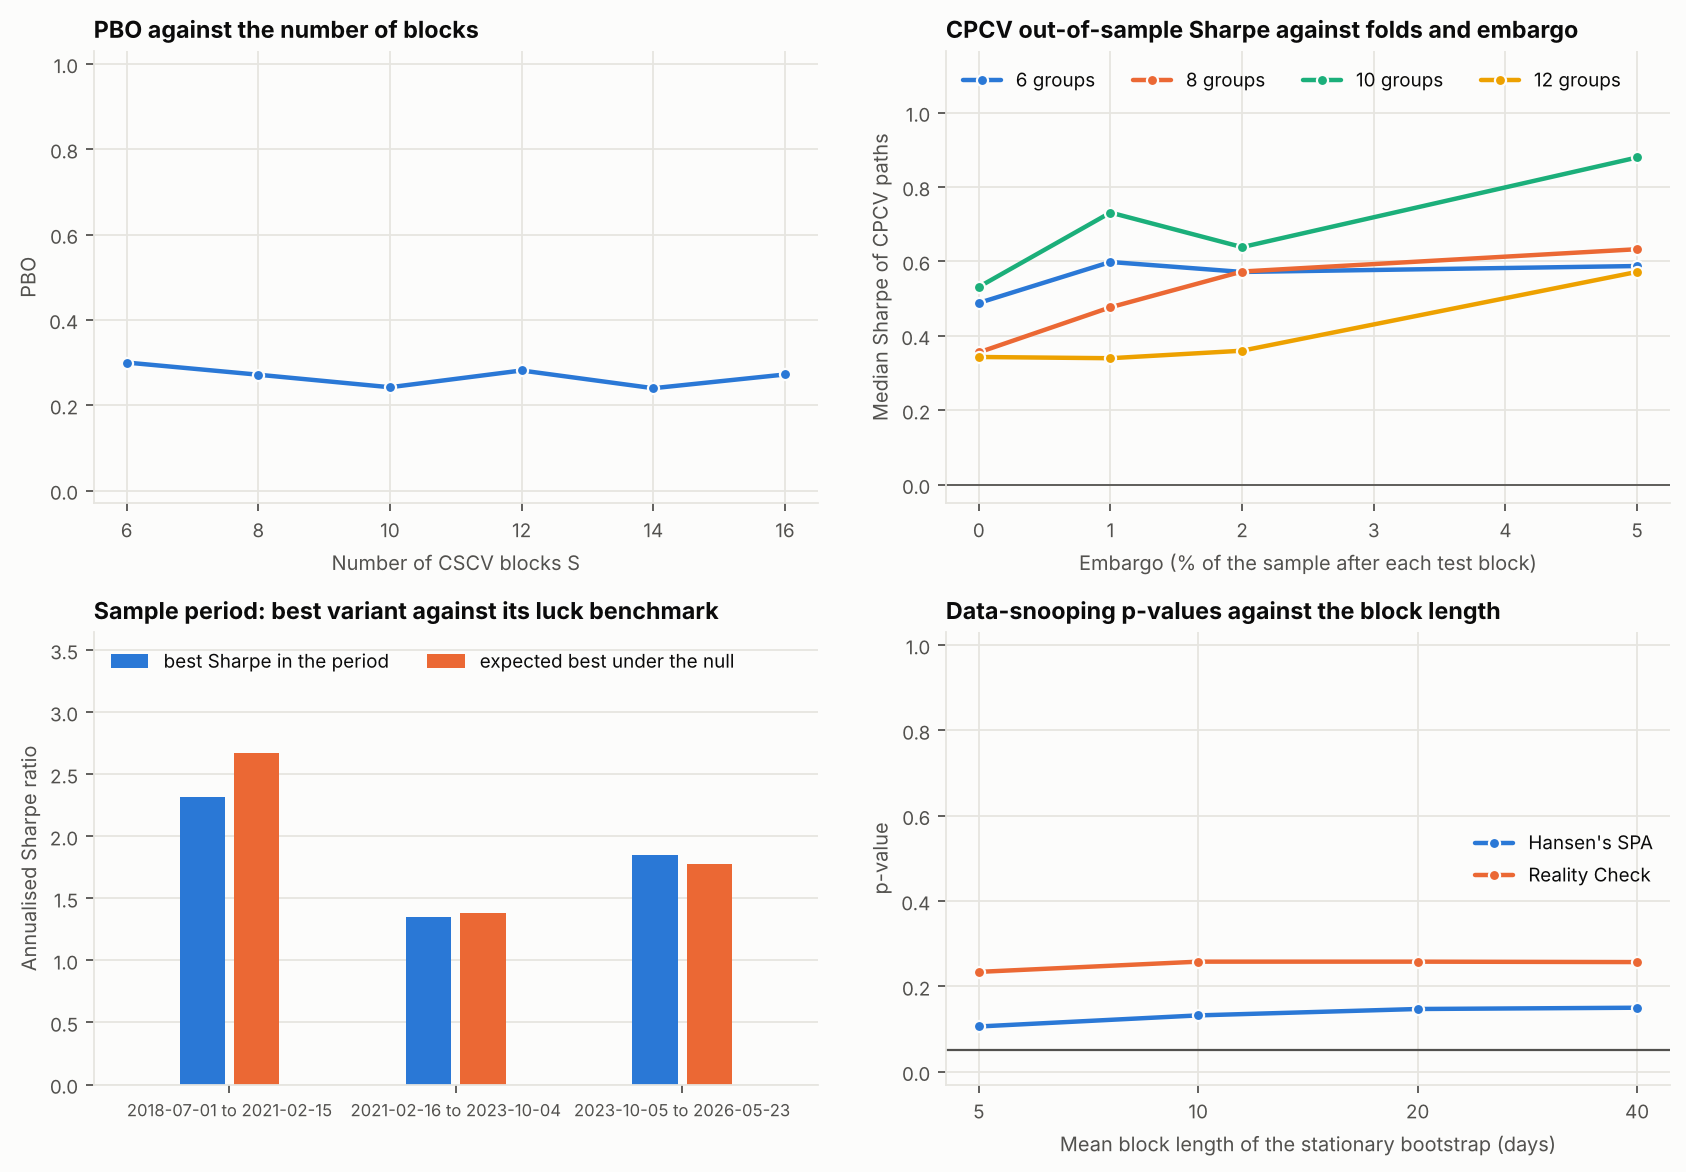 PBO against the number of blocks
1.0
0.8
0.6
0.4
0.2
0.0
PBO
6 8 10 12 14 16
Number of CSCV blocks S
CPCV out-of-sample Sharpe against folds and embargo
6 groups 8 groups 10 groups 12 groups
1.0
0.8
0.6
0.4
0.2
0.0
Median Sharpe of CPCV paths
0 1 2 3 4 5
Embargo (% of the sample after each test block)
Sample period: best variant against its luck benchmark
best Sharpe in the period expected best under the null
3.5
3.0
2.5
2.0
1.5
1.0
0.5
0.0
Annualised Sharpe ratio
2018-07-01 to 2021-02-15 2021-02-16 to 2023-10-04 2023-10-05 to 2026-05-23
Data-snooping p-values against the block length
1.0
0.8
0.6
0.4
0.2
0.0
p-value
Hansen's SPA
Reality Check
5 10 20 40
Mean block length of the stationary bootstrap (days)